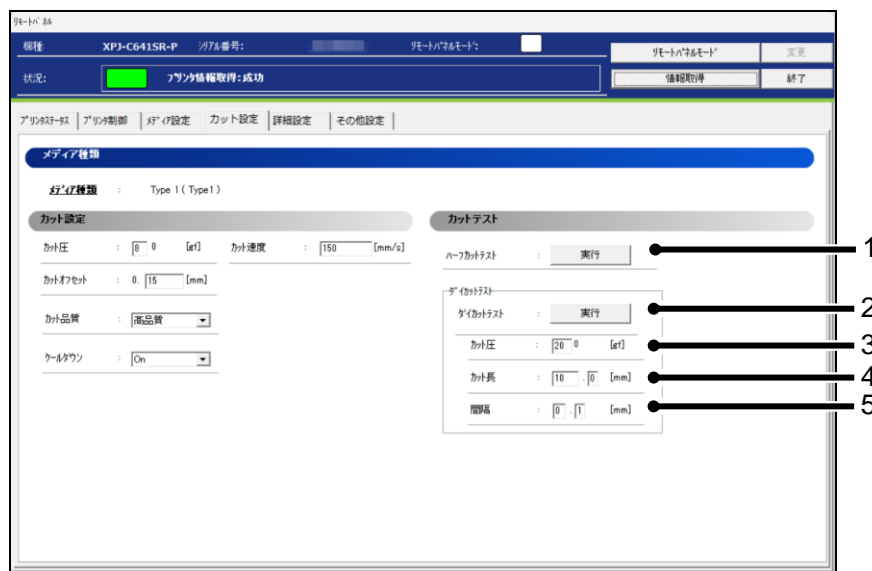 リモートパネル
機種: XPJ-C641SR-P シリアル番号: リモートパネルモード:
リモートパネルモード 変更
状況: プリンタ情報取得:成功
情報取得 終了
プリンタステータス プリンタ制御 メディア設定 カット設定 詳細設定 その他設定
メディア種類
メディア種類 : Type 1 ( Type1 )
カット設定
カット圧 : 8 0 [gf] カット速度 : 150 [mm/s]
カットオフセット : 0. 15 [mm]
カット品質 : 高品質
クールダウン : On
カットテスト
ハーフカットテスト : 実行 1
ダイカットテスト
ダイカットテスト : 実行 2
カット圧 : 20 0 [gf] 3
カット長 : 10 . 0 [mm] 4
間隔 : 0 . 1 [mm] 5